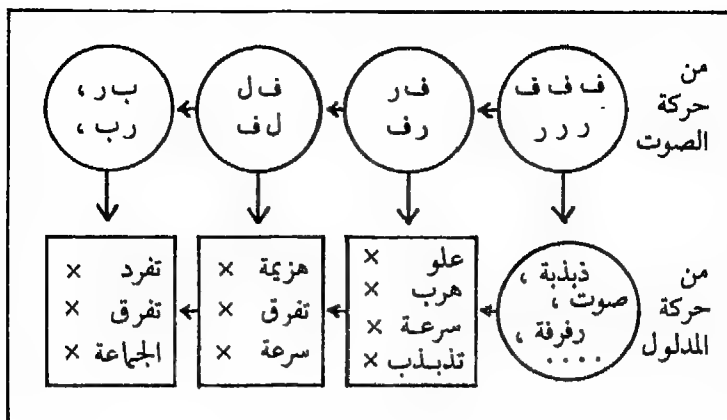 من
حركة
الصوت
ف ف ف
ر ر ر
ف ر
ر ف
ف ل
ل ف
ب ر ،
ر ب ،
من
حركة
المدلول
ذبذبة ،
صوت ،
رفرفة ،
. . . .
علو ×
هرب ×
سرعة ×
تذبذب ×
هزيمة ×
تفرق ×
سرعة ×
تفرد ×
تفرق ×
الجماعة ×